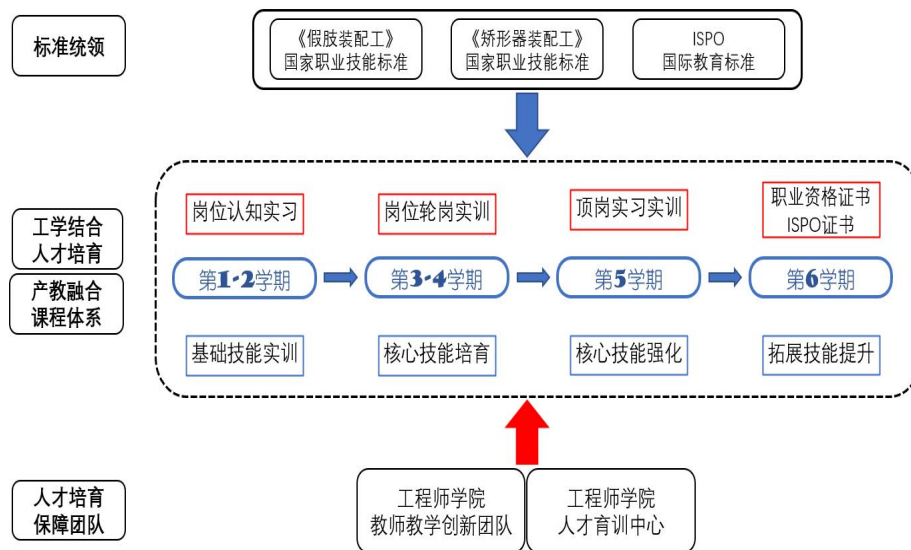 标准统领
《假肢装配工》
国家职业技能标准
《矫形器装配工》
国家职业技能标准
ISPO
国际教育标准
工学结合
人才培育
产教融合
课程体系
岗位认知实习
岗位轮岗实训
顶岗实习实训
职业资格证书
ISPO证书
第1-2学期
第3-4学期
第5学期
第6学期
基础技能实训
核心技能培育
核心技能强化
拓展技能提升
人才培育
保障团队
工程师学院
教师教学创新团队
工程师学院
人才育训中心